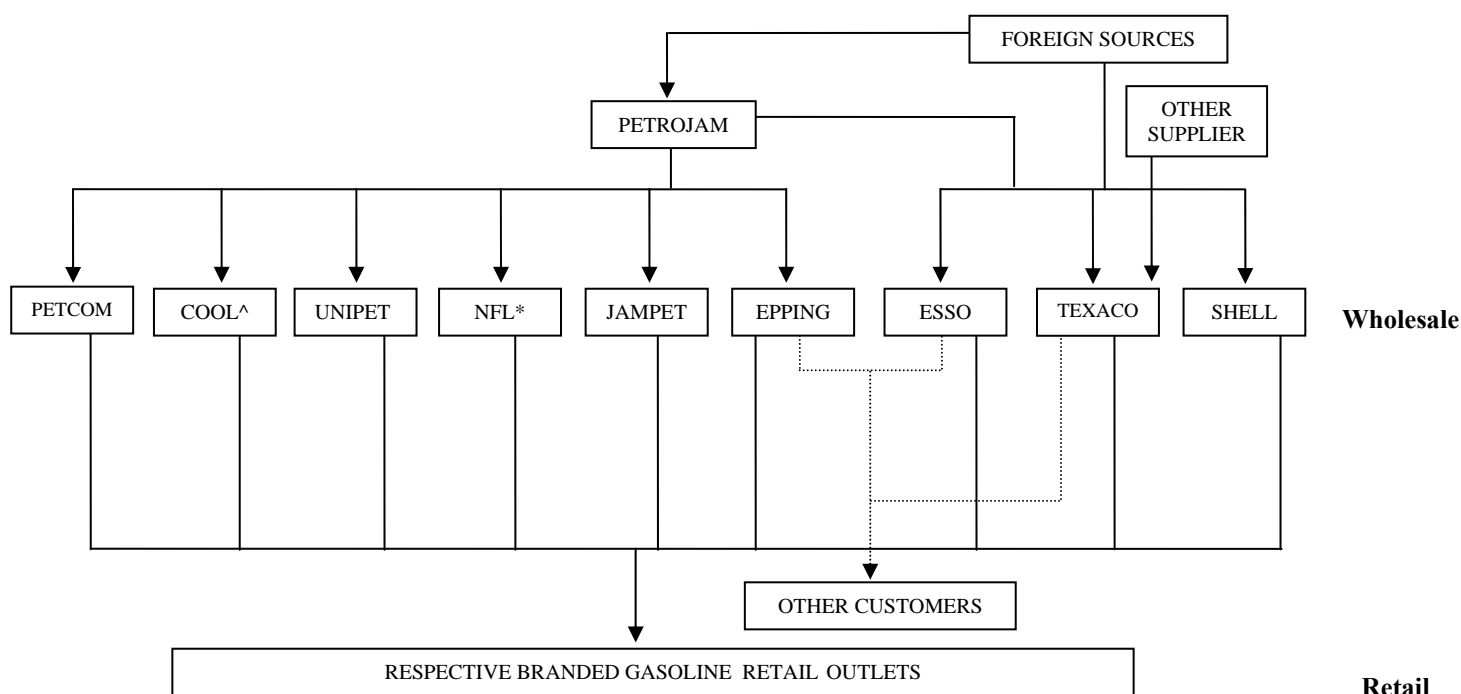 FOREIGN SOURCES
PETROJAM
OTHER
SUPPLIER
PETCOM
COOL^
UNIPET
NFL*
JAMPET
EPPING
ESSO
TEXACO
SHELL
Wholesale
OTHER CUSTOMERS
RESPECTIVE BRANDED GASOLINE RETAIL OUTLETS
Retail